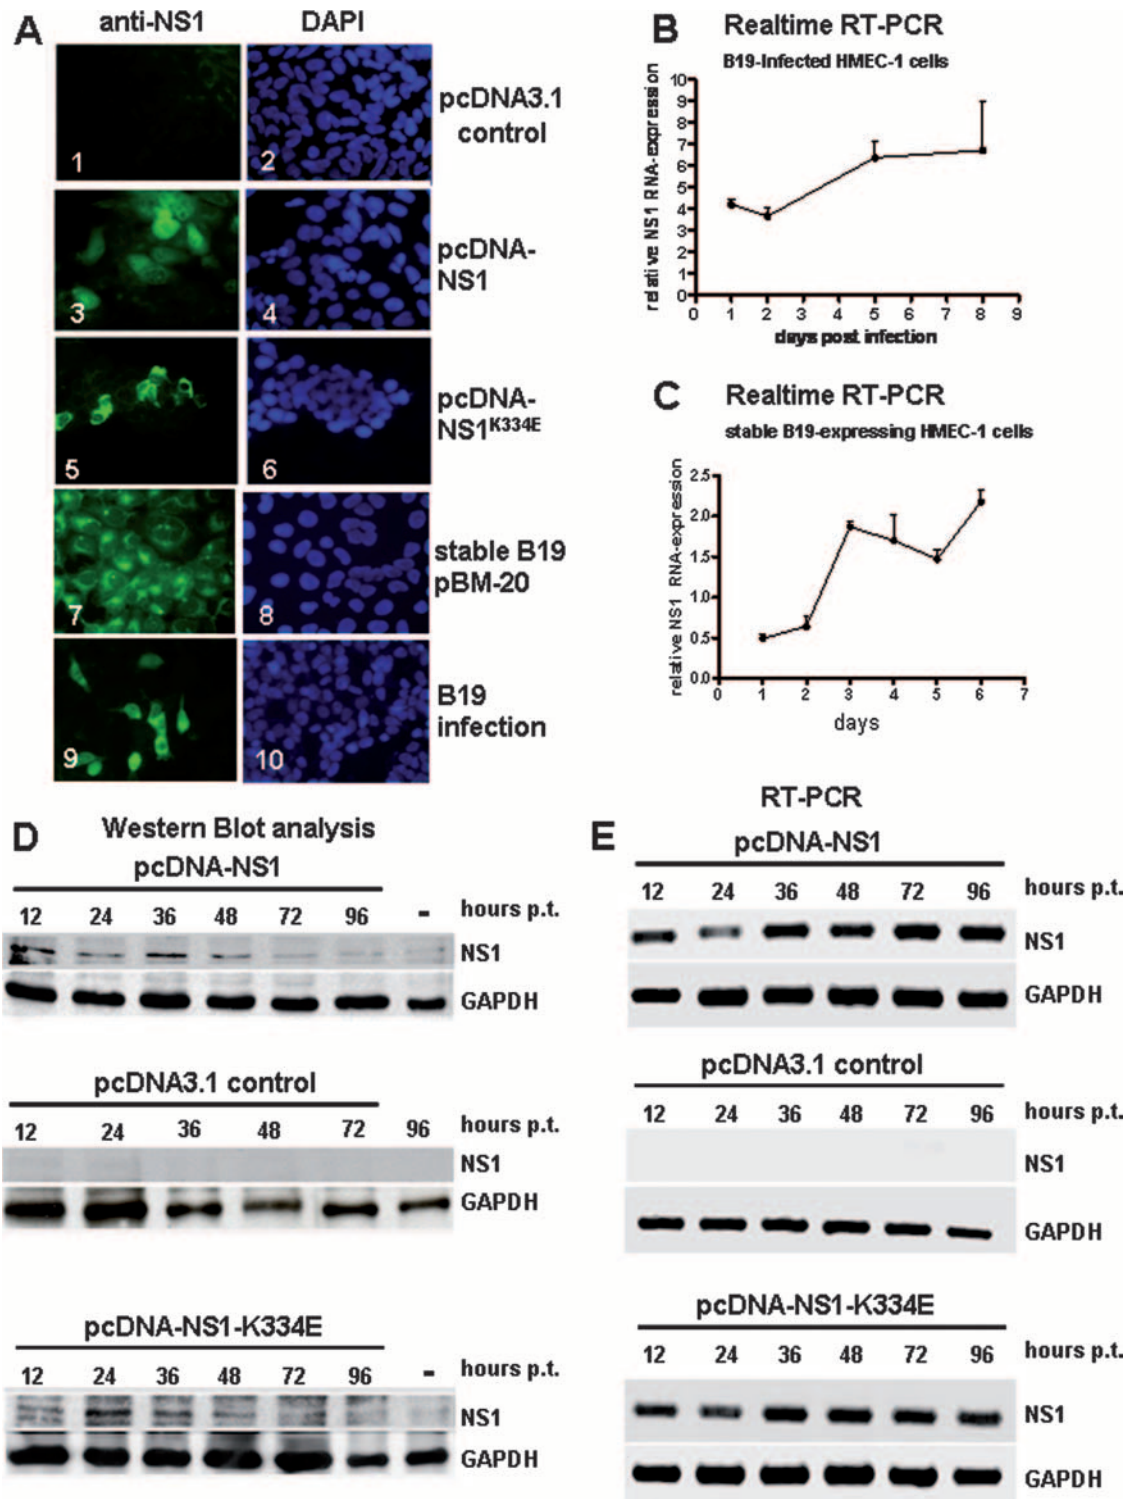 A
anti-NS1 DAPI
1 2 pcDNA3.1
control
3 4 pcDNA-
NS1
5 6 pcDNA-
NS1K334E
7 8 stable B19
pBM-20
9 10 B19
infection
B Realtime RT-PCR
B19-Infected HMEC-1 cells
relative NS1 RNA-expression
10
9
8
7
6
5
4
3
2
1
0
0 1 2 3 4 5 6 7 8 9
days post infection
C Realtime RT-PCR
stable B19-expressing HMEC-1 cells
relative NS1 RNA-expression
2.5
2.0
1.5
1.0
0.5
0.0
0 1 2 3 4 5 6 7
days
D Western Blot analysis
pcDNA-NS1
12 24 36 48 72 96 - hours p.t.
NS1
GAPDH
pcDNA3.1 control
12 24 36 48 72 96 hours p.t.
NS1
GAPDH
pcDNA-NS1-K334E
12 24 36 48 72 96 - hours p.t.
NS1
GAPDH
E RT-PCR
pcDNA-NS1
12 24 36 48 72 96 hours p.t.
NS1
GAPDH
pcDNA3.1 control
12 24 36 48 72 96 hours p.t.
NS1
GAPDH
pcDNA-NS1-K334E
12 24 36 48 72 96 hours p.t.
NS1
GAPDH